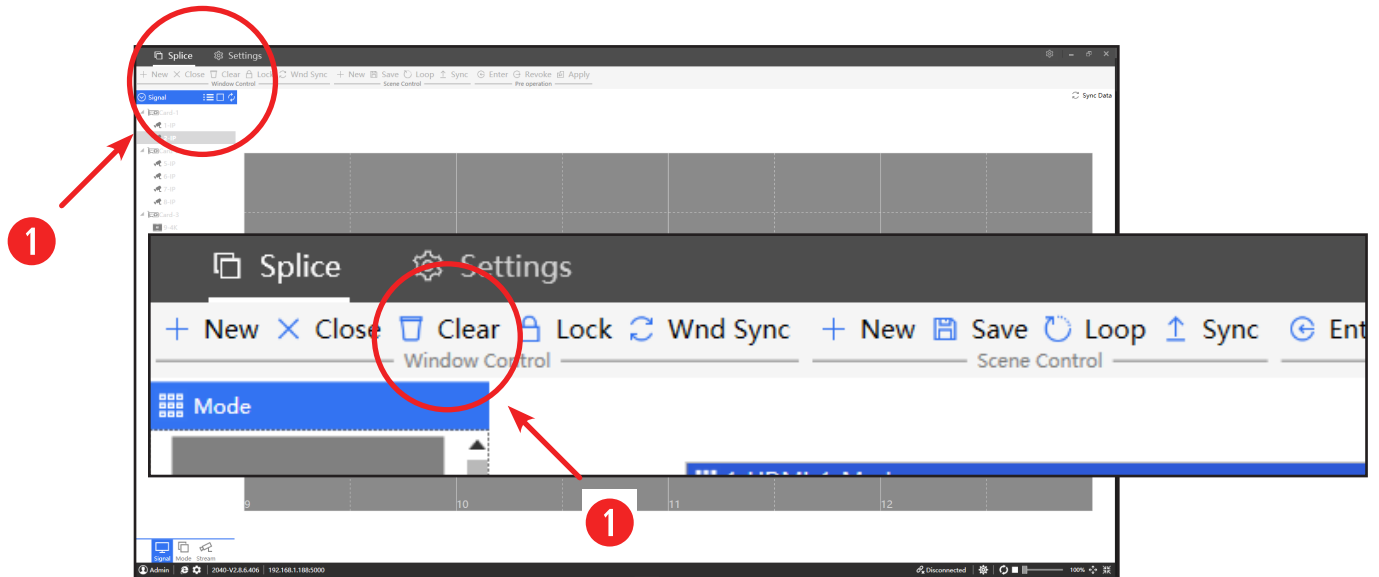 Splice Settings
+ New Close Clear Lock Wnd Sync + New Save Loop Sync Enter Revoke Apply
Window Control Scene Control Pre operation
Signal
Sync Data
Card-1
Card-3
1
Splice Settings
New Close Clear Lock Wnd Sync New Save Loop Sync Ent
Window Control Scene Control
Mode
9 10 11 12
1
Signal Mode Stream
Admin 2040-V2.8.6.406 192.168.1.188:5000 Disconnected 100%